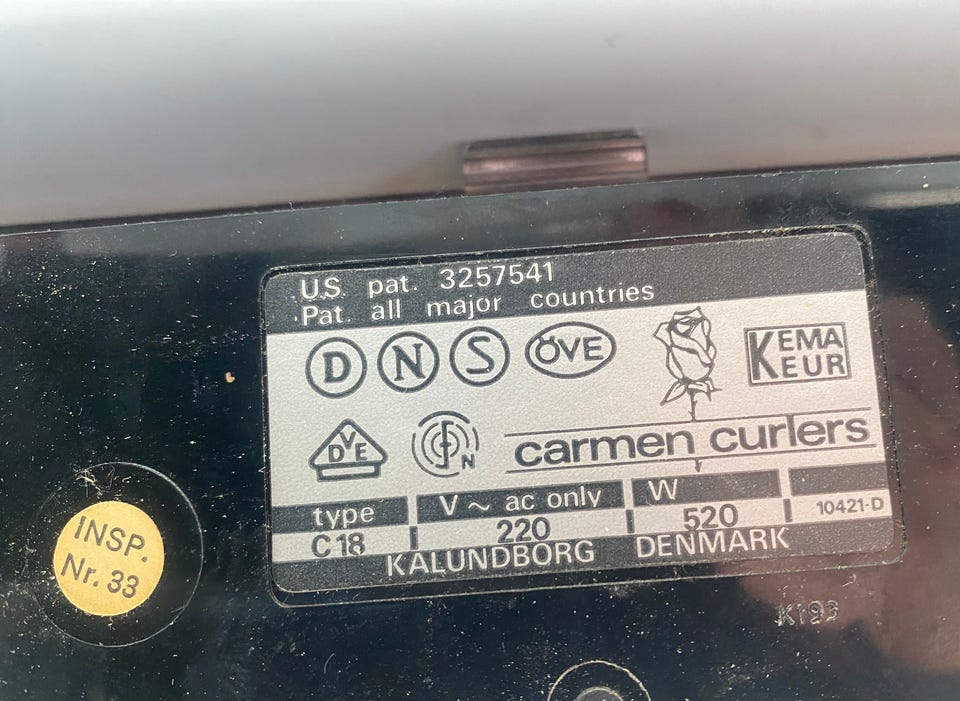 U.S. pat. 3257541
Pat. all major countries
D N S ÖVE
KEMA
KEUR
DVE
N
carmen curlers
type V ~ ac only W
C 18 220 520 10421-D
KALUNDBORG DENMARK
INSP.
Nr. 33
K193